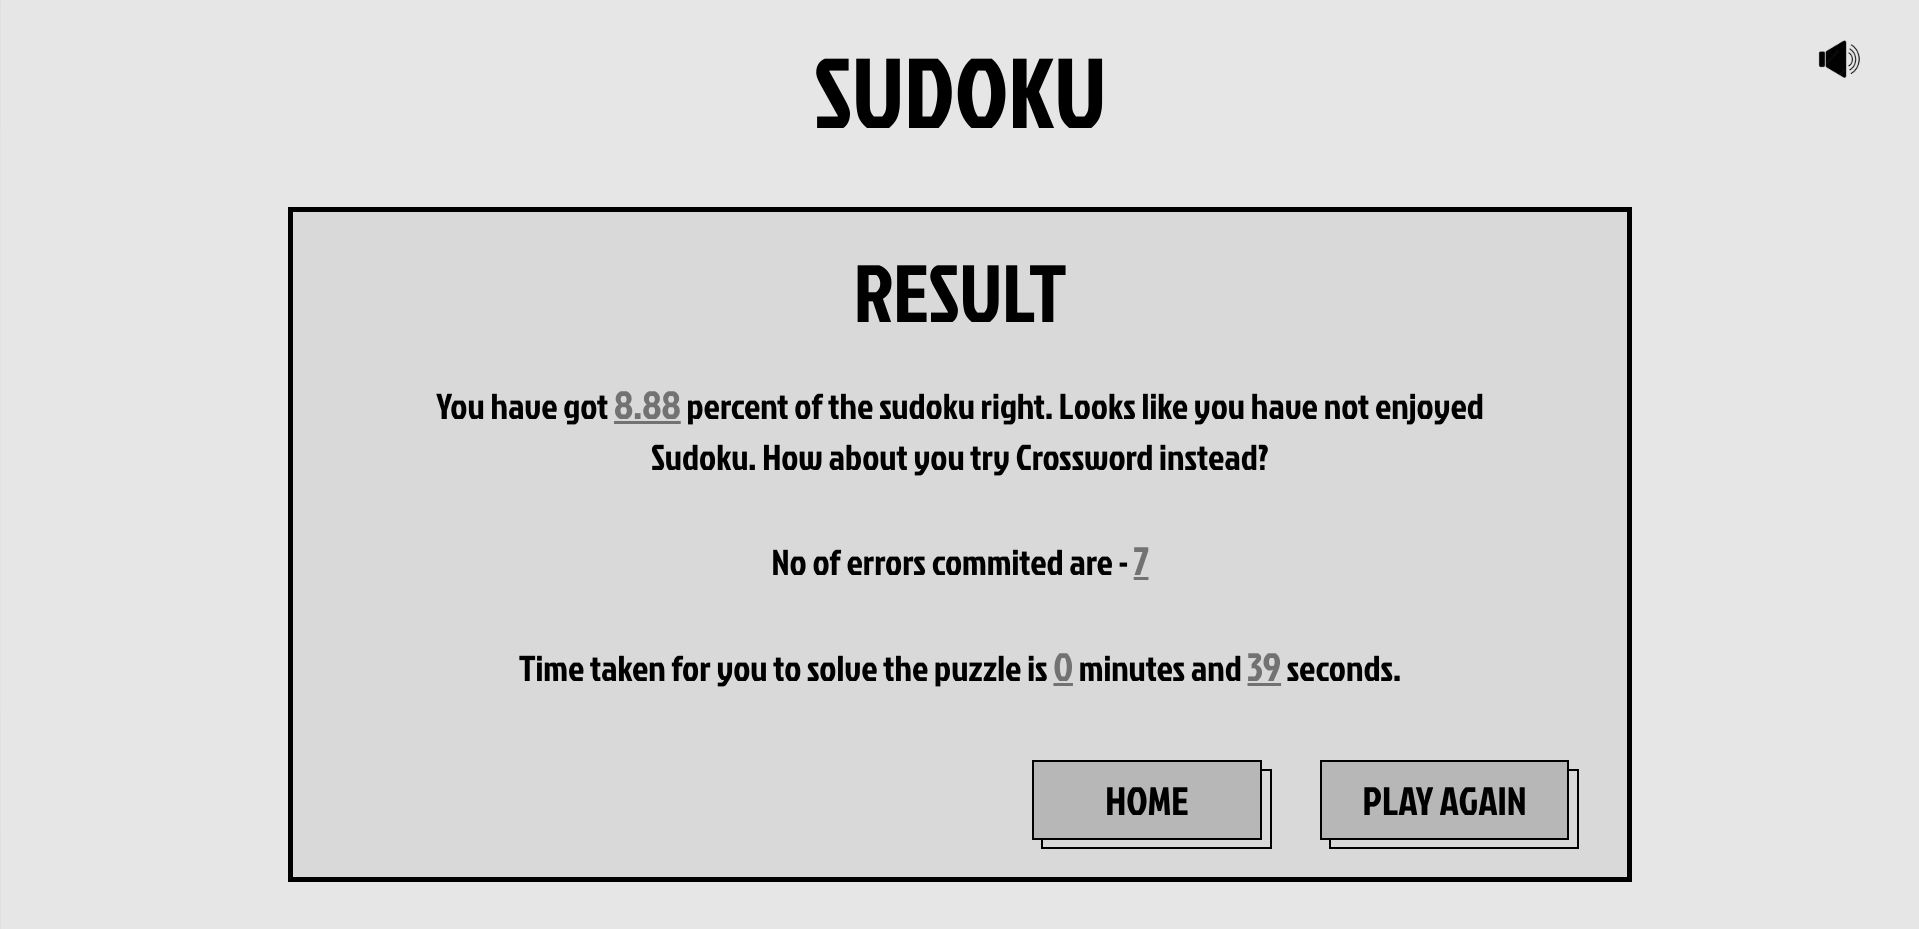 SUDOKU
RESULT
You have got 8.88 percent of the sudoku right. Looks like you have not enjoyed
Sudoku. How about you try Crossword instead?
No of errors commited are - 7
Time taken for you to solve the puzzle is 0 minutes and 39 seconds.
HOME
PLAY AGAIN